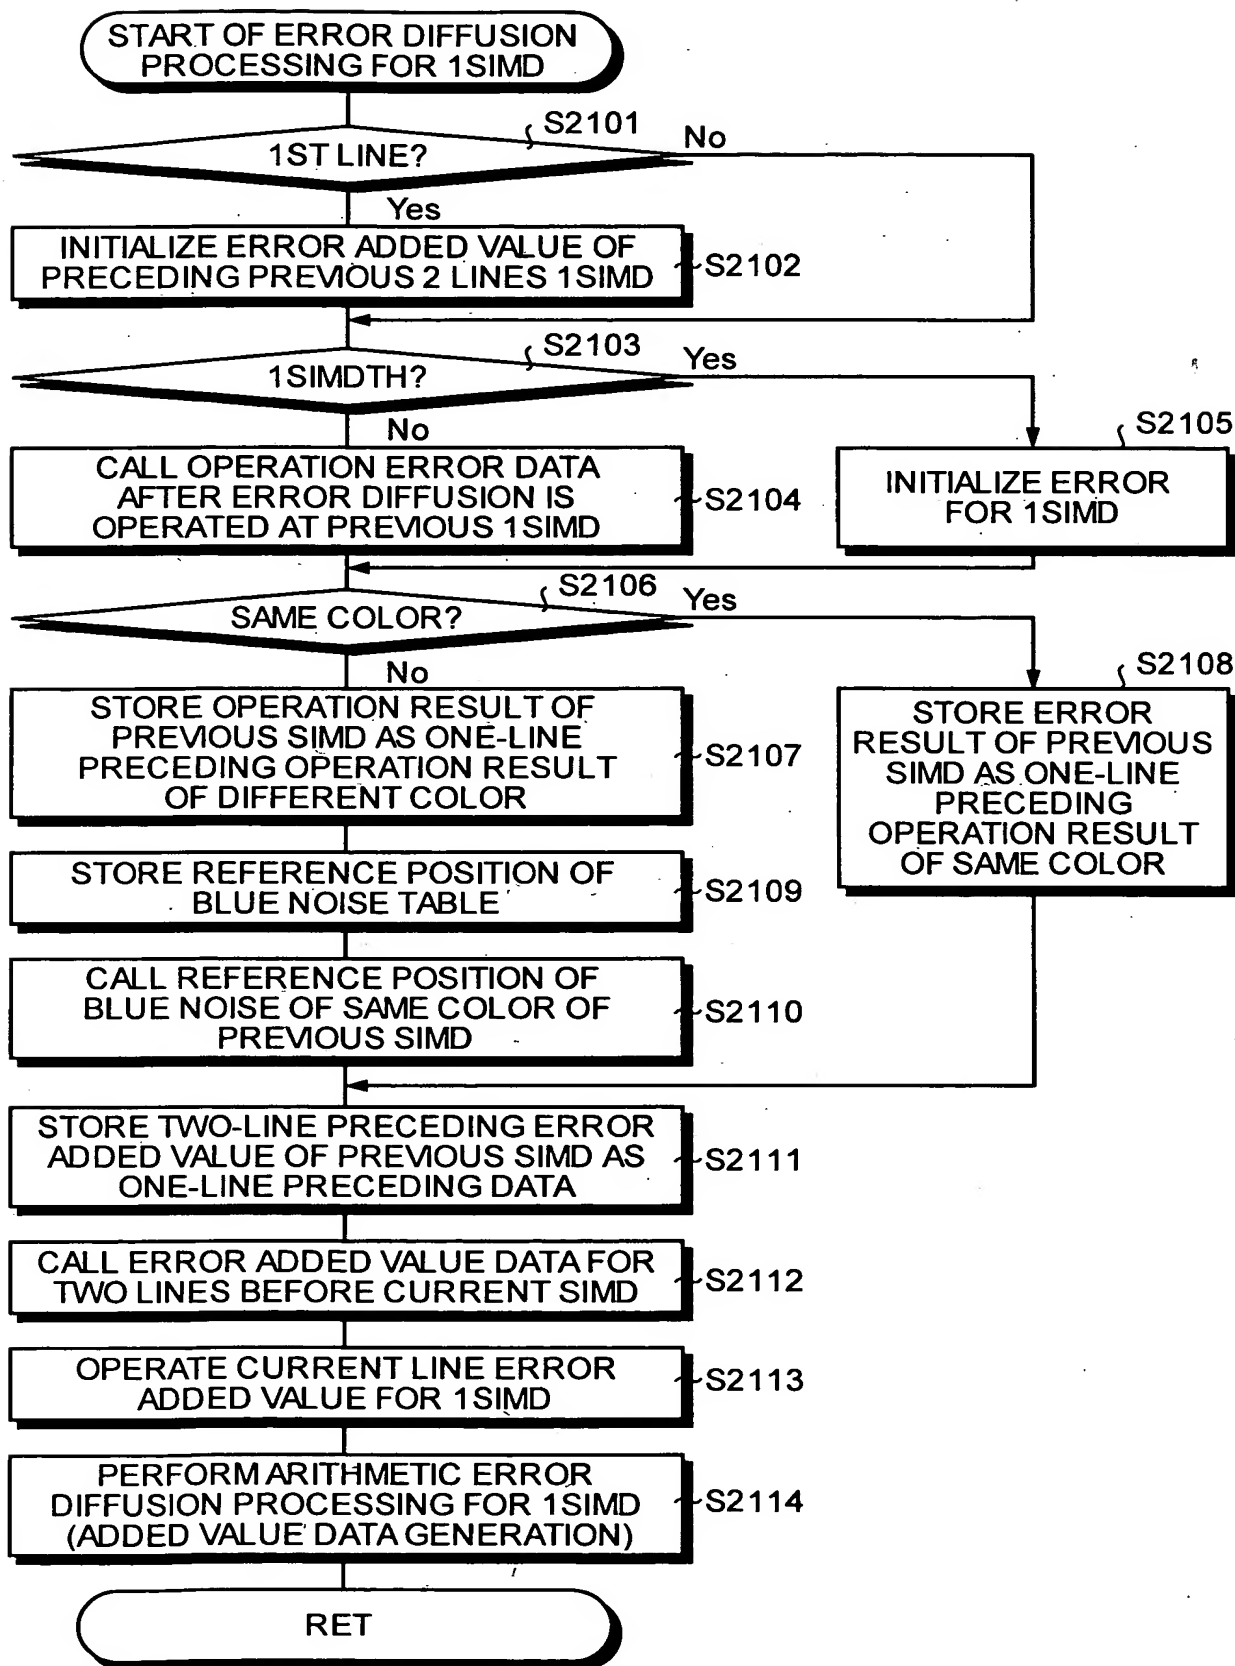 START OF ERROR DIFFUSION
PROCESSING FOR 1SIMD
S2101
1ST LINE?
No
Yes
INITIALIZE ERROR ADDED VALUE OF
PRECEDING PREVIOUS 2 LINES 1SIMD
S2102
S2103
1SIMDTH?
Yes
No
S2105
CALL OPERATION ERROR DATA
AFTER ERROR DIFFUSION IS
OPERATED AT PREVIOUS 1SIMD
S2104
INITIALIZE ERROR
FOR 1SIMD
S2106
SAME COLOR?
Yes
No
S2108
STORE OPERATION RESULT OF
PREVIOUS SIMD AS ONE-LINE
PRECEDING OPERATION RESULT
OF DIFFERENT COLOR
S2107
STORE ERROR
RESULT OF PREVIOUS
SIMD AS ONE-LINE
PRECEDING
OPERATION RESULT
OF SAME COLOR
STORE REFERENCE POSITION OF
BLUE NOISE TABLE
S2109
CALL REFERENCE POSITION OF
BLUE NOISE OF SAME COLOR OF
PREVIOUS SIMD
S2110
STORE TWO-LINE PRECEDING ERROR
ADDED VALUE OF PREVIOUS SIMD AS
ONE-LINE PRECEDING DATA
S2111
CALL ERROR ADDED VALUE DATA FOR
TWO LINES BEFORE CURRENT SIMD
S2112
OPERATE CURRENT LINE ERROR
ADDED VALUE FOR 1SIMD
S2113
PERFORM ARITHMETIC ERROR
DIFFUSION PROCESSING FOR 1SIMD
(ADDED VALUE DATA GENERATION)
S2114
RET